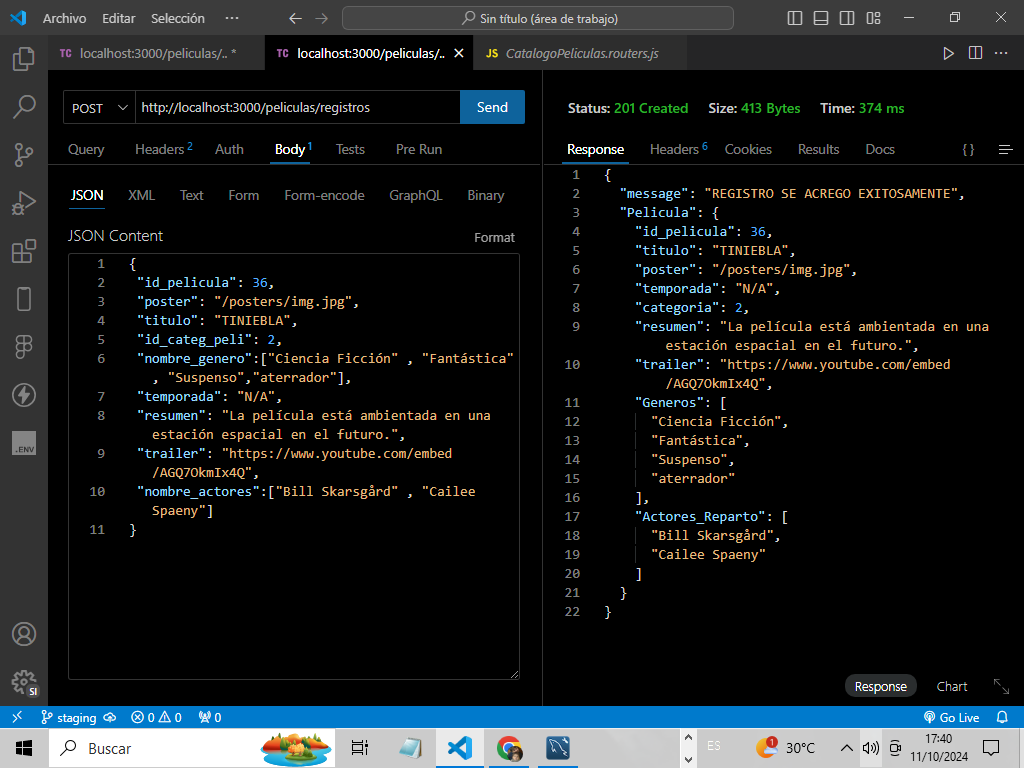 Archivo Editar Selección ··· Sin título (área de trabajo)
TC localhost:3000/peliculas/.. * TC localhost:3000/peliculas/.. JS CatalogoPeliculas.routers.js
POST http://localhost:3000/peliculas/registros Send
Query Headers 2 Auth Body 1 Tests Pre Run
JSON XML Text Form Form-encode GraphQL Binary
JSON Content Format
1 {
2 "id_pelicula": 36,
3 "poster": "/posters/img.jpg",
4 "titulo": "TINIEBLA",
5 "id_categ_peli": 2,
6 "nombre_genero":["Ciencia Ficción" , "Fantástica"
, "Suspenso","aterrador"],
7 "temporada": "N/A",
8 "resumen": "La película está ambientada en una
estación espacial en el futuro.",
9 "trailer": "https://www.youtube.com/embed
/AGQ7OkmIx4Q",
10 "nombre_actores":["Bill Skarsgård" , "Cailee
Spaeny"]
11 }
Status: 201 Created Size: 413 Bytes Time: 374 ms
Response Headers 6 Cookies Results Docs { }
1 {
2 "message": "REGISTRO SE ACREGO EXITOSAMENTE",
3 "Pelicula": {
4 "id_pelicula": 36,
5 "titulo": "TINIEBLA",
6 "poster": "/posters/img.jpg",
7 "temporada": "N/A",
8 "categoria": 2,
9 "resumen": "La película está ambientada en una
estación espacial en el futuro.",
10 "trailer": "https://www.youtube.com/embed
/AGQ7OkmIx4Q",
11 "Generos": [
12 "Ciencia Ficción",
13 "Fantástica",
14 "Suspenso",
15 "aterrador"
16 ],
17 "Actores_Reparto": [
18 "Bill Skarsgård",
19 "Cailee Spaeny"
20 ]
21 }
22 }
Response Chart
.ENV
SI
staging 0 0 0 Go Live
Buscar ES 1 30°C 17:40
11/10/2024